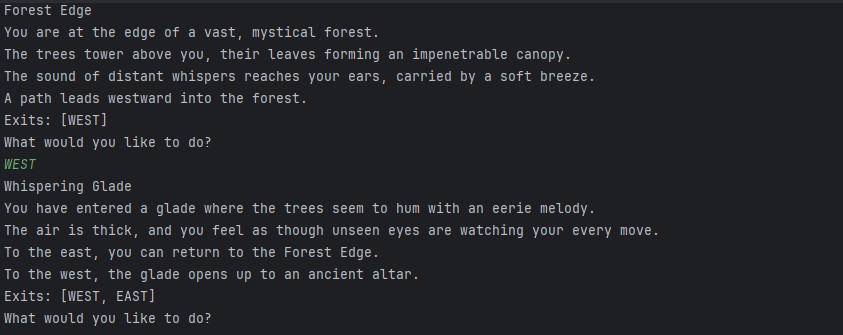 Forest Edge
You are at the edge of a vast, mystical forest.
The trees tower above you, their leaves forming an impenetrable canopy.
The sound of distant whispers reaches your ears, carried by a soft breeze.
A path leads westward into the forest.
Exits: [WEST]
What would you like to do?
WEST
Whispering Glade
You have entered a glade where the trees seem to hum with an eerie melody.
The air is thick, and you feel as though unseen eyes are watching your every move.
To the east, you can return to the Forest Edge.
To the west, the glade opens up to an ancient altar.
Exits: [WEST, EAST]
What would you like to do?